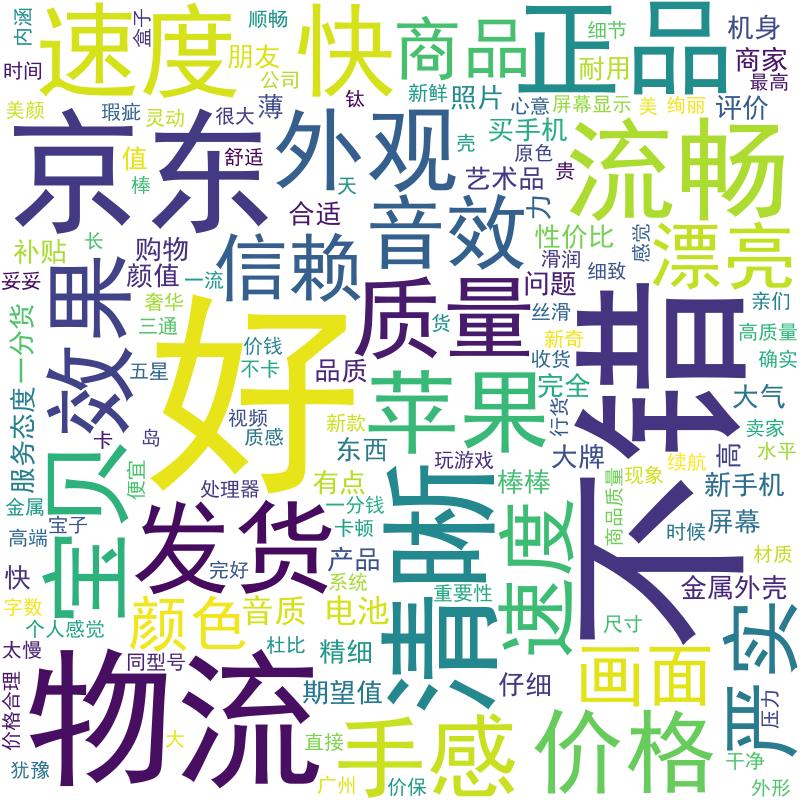 内涵
盒子
速度
快
顺畅
商品
正品
细节
机身
时间
朋友
公司
耐用
商家
最高
美颜
瑕疵
灵动
很大
薄
钛
新鲜
照片
心意
屏幕显示
美
绚丽
评价
京东
值
棒
舒适
外观
天
壳
买手机
原色
贵
艺术品
流畅
合适
音效
力
性价比
感觉
漂亮
补贴
长
购物
颜值
一流
信赖
滑润
细致
问题
妥妥
一分货
效果
奢华
三通
质量
货
丝滑
新奇
收货
亲们
高质量
确实
好
价钱
不卡
五星
品质
苹果
完全
行货
不错
大气
卖家
水平
服务态度
卡
岛
视频
质感
新款
东西
玩游戏
大牌
高
宝贝
便宜
处理器
有点
清晰
棒棒
商品质量
现象
续航
新手机
金属
高端
宝子
发货
一分钱
卡顿
速度
时候
屏幕
材质
快
完好
产品
系统
重要性
金属外壳
字数
个人感觉
颜色
音质
电池
尺寸
严实
太慢
同型号
杜比
精细
期望值
仔细
画面
压力
价格合理
物流
犹豫
大
直接
广州
手感
价保
价格
干净
外形